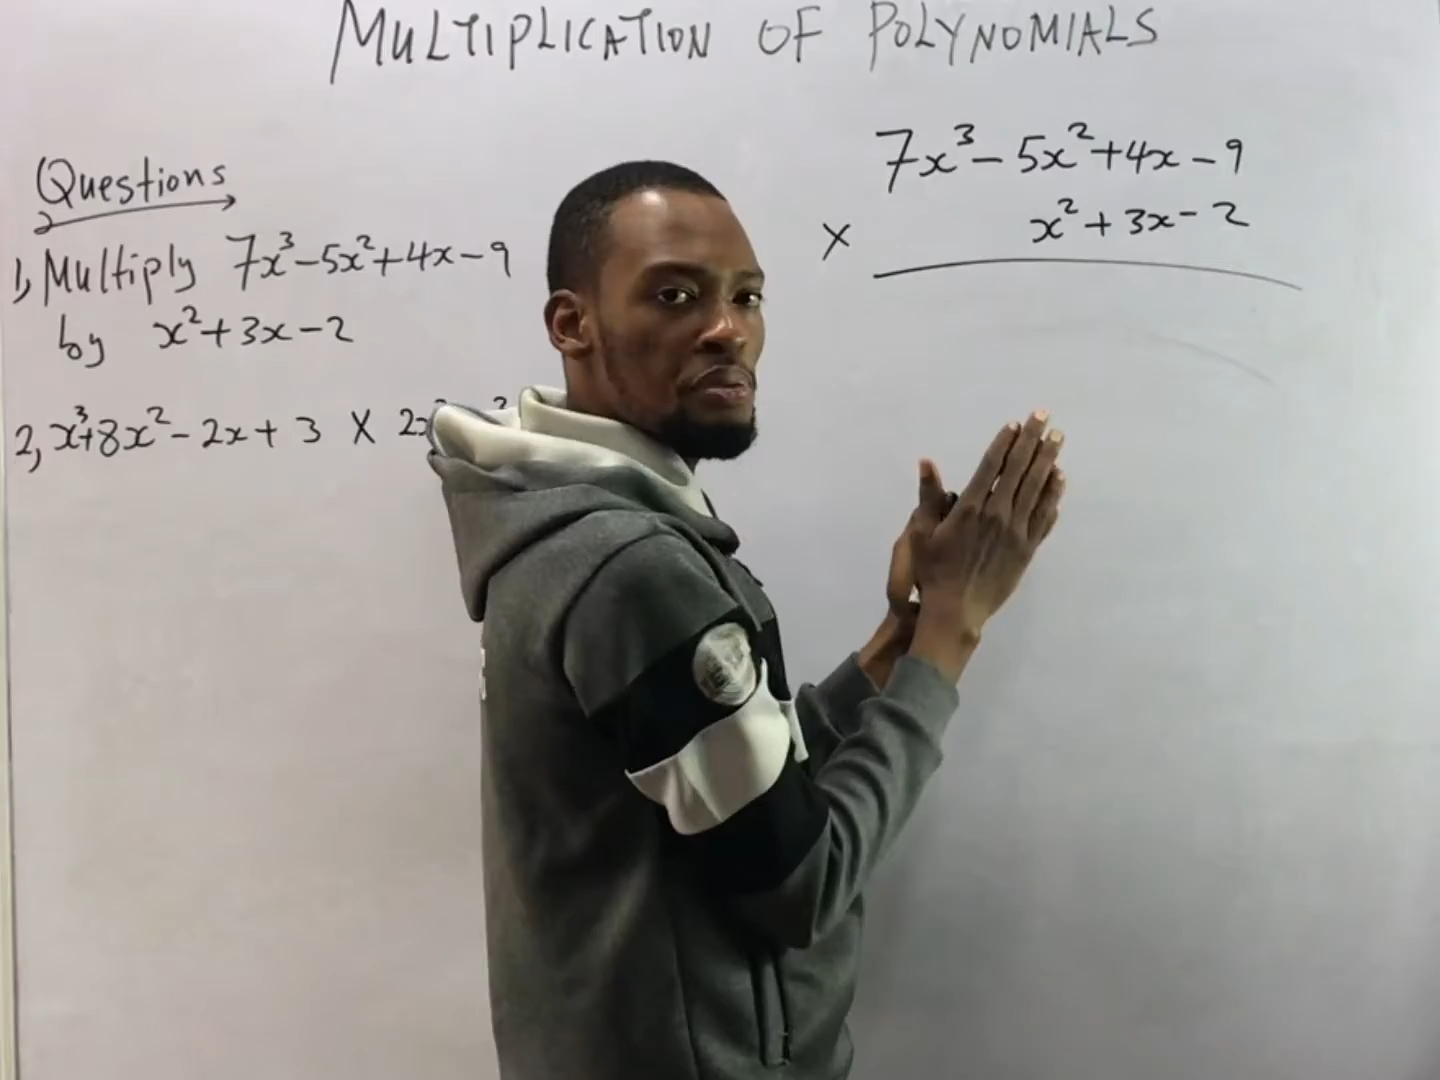 MULTIPLICATION OF POLYNOMIALS
Questions
1, Multiply 7x³-5x²+4x-9
by x²+3x-2
2, x³+8x²-2x+3 X
7x³-5x²+4x-9
x²+3x-2
X